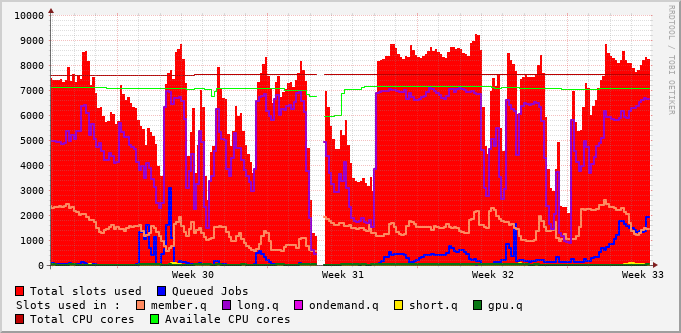 10000
9000
8000
7000
6000
5000
4000
3000
2000
1000
0
Week 30 Week 31 Week 32 Week 33
RRDTOOL / TOBI OETIKER
Total slots used Queued Jobs
Slots used in : member.q long.q ondemand.q short.q gpu.q
Total CPU cores Availale CPU cores